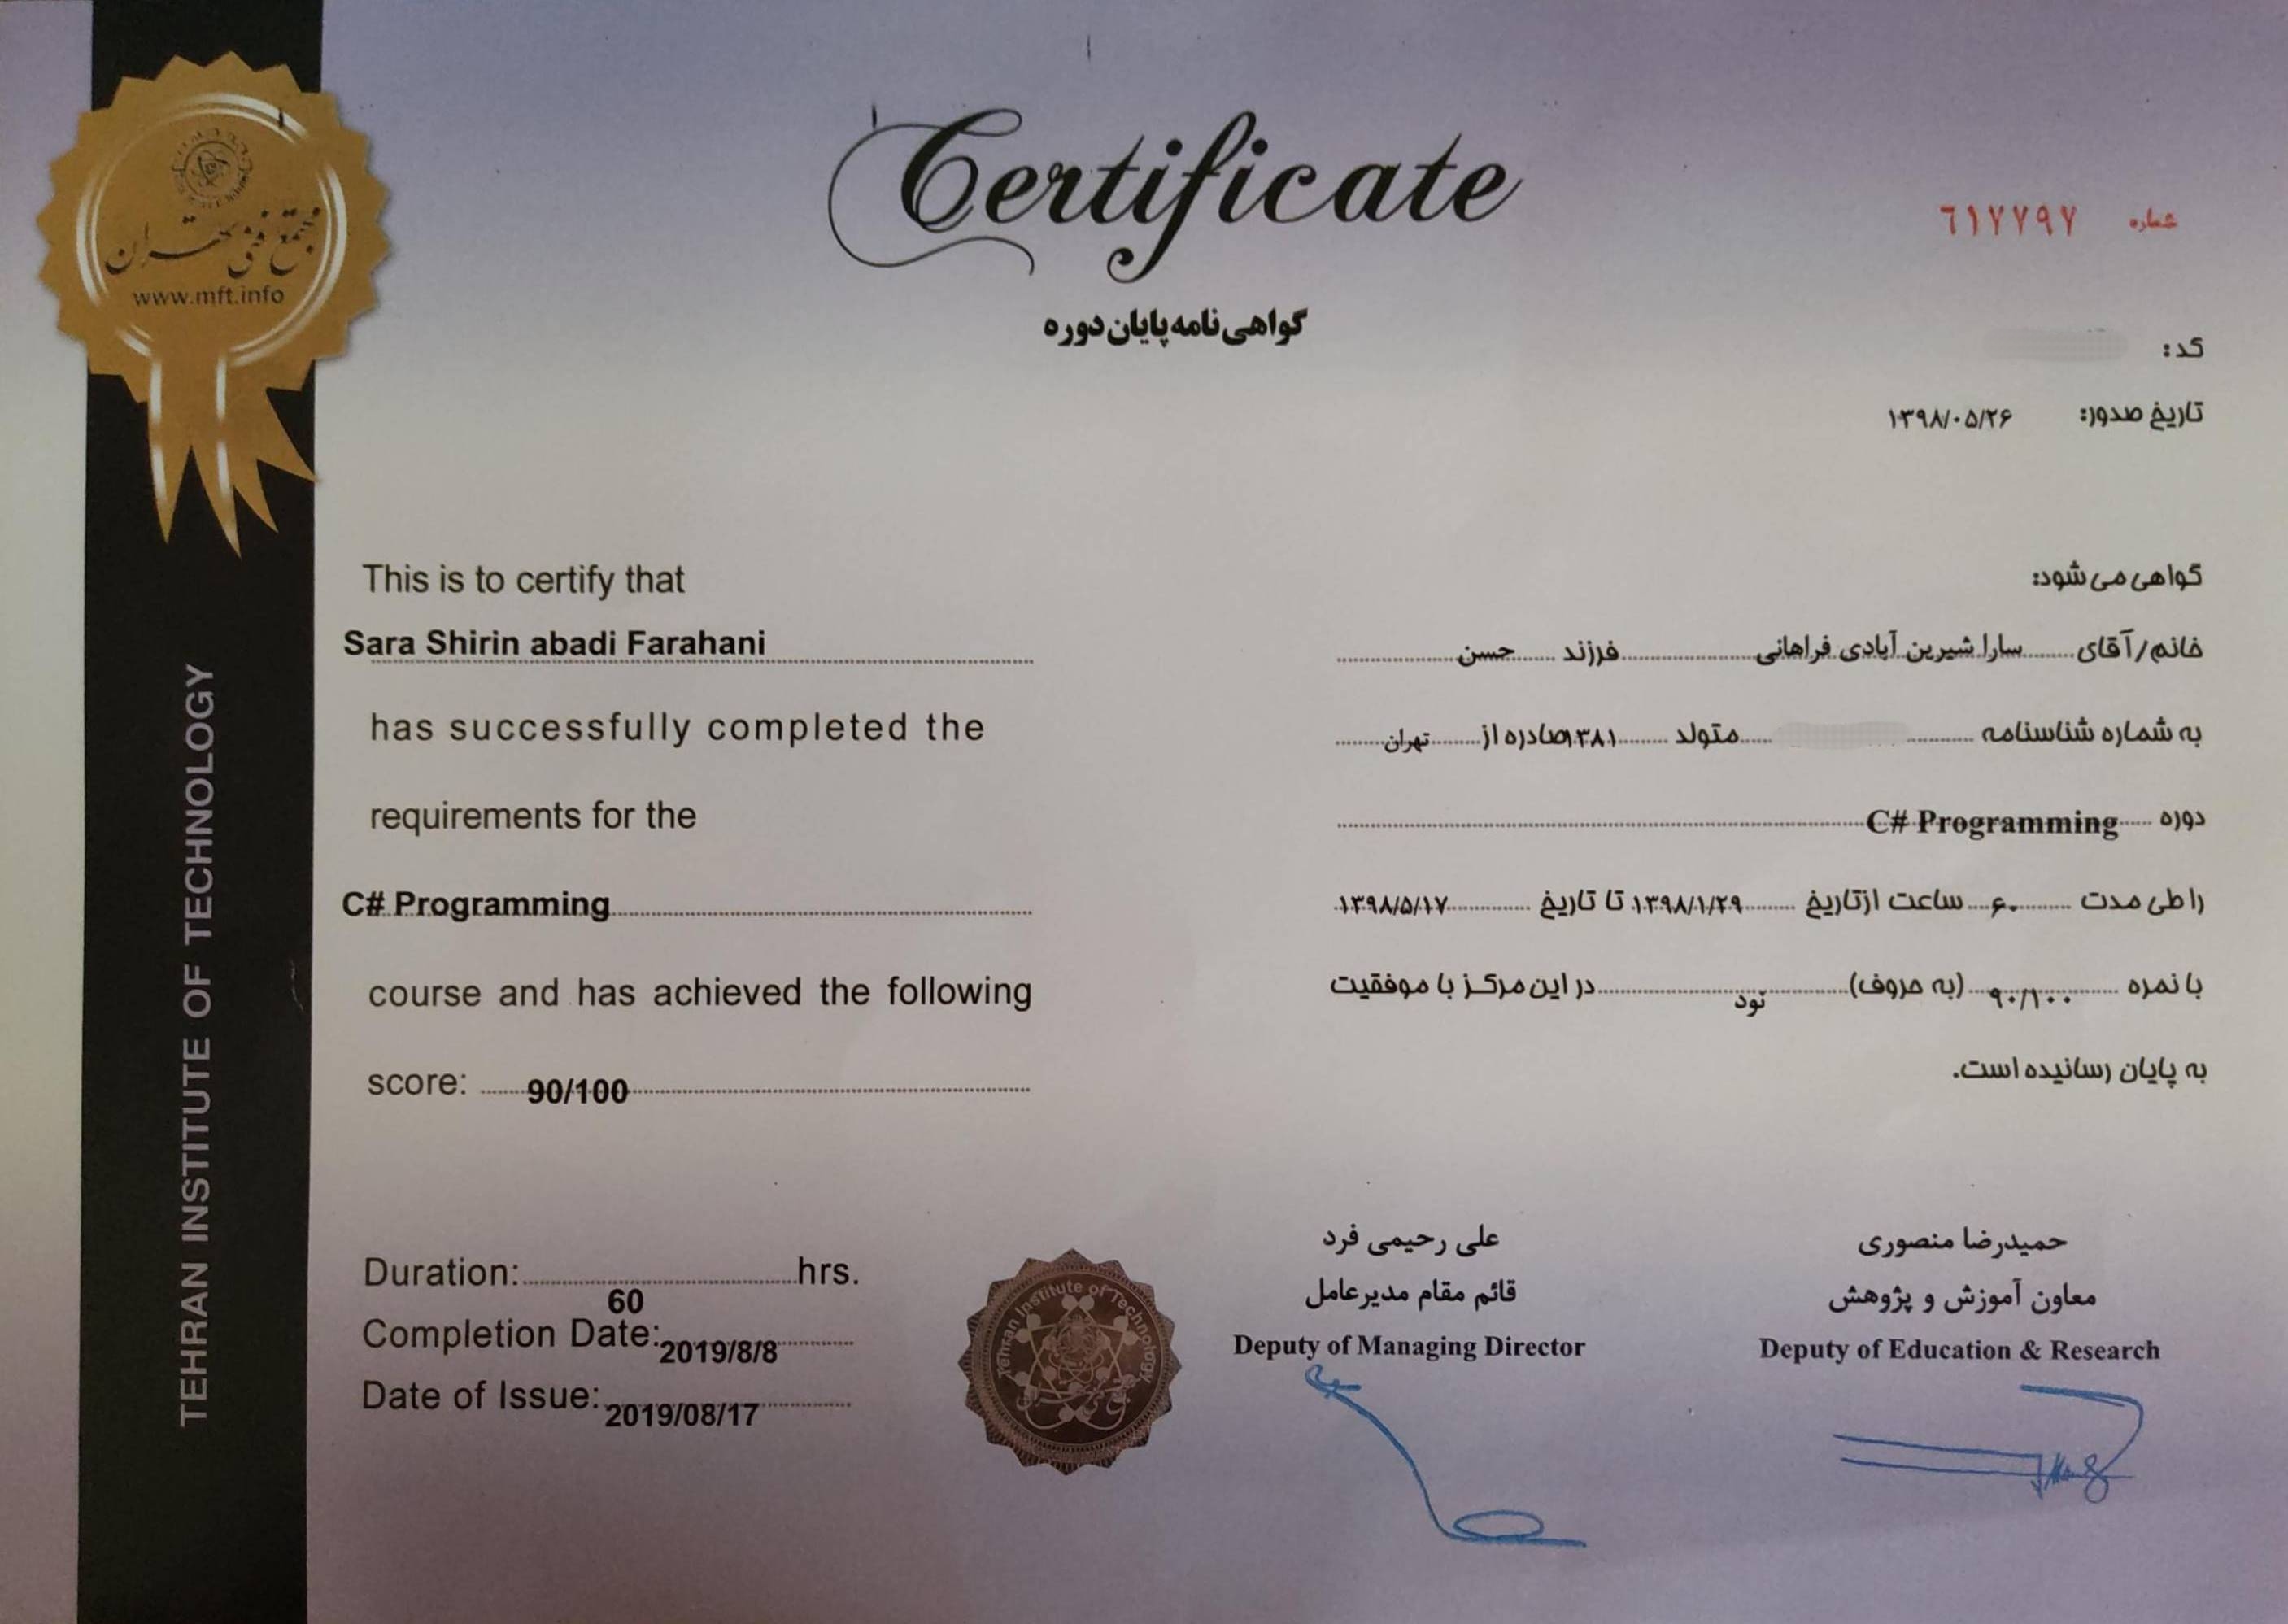 مجتمع فنی تهران
www.mft.info
TEHRAN INSTITUTE OF TECHNOLOGY
Certificate
گواهی‌نامه پایان دوره
شماره ٦١٧٧٩٧
کد:
تاریخ صدور: ۱۳۹۸/۰۵/۲۶
This is to certify that
Sara Shirin abadi Farahani
has successfully completed the
requirements for the
C# Programming
course and has achieved the following
score: 90/100
Duration: 60 hrs.
Completion Date: 2019/8/8
Date of Issue: 2019/08/17
گواهی می شود:
خانم/آقای سارا شیرین آبادی فراهانی فرزند حسن
به شماره شناسنامه متولد ۱۳۸۱ صادره از تهران
دوره C# Programming
را طی مدت ۶۰ ساعت از تاریخ ۱۳۹۸/۱/۲۹ تا تاریخ ۱۳۹۸/۵/۱۷
با نمره ۹۰/۱۰۰ (به حروف) نود در این مرکز با موفقیت
به پایان رسانیده است.
Tehran Institute of Technology
علی رحیمی فرد
قائم مقام مدیرعامل
Deputy of Managing Director
حمیدرضا منصوری
معاون آموزش و پژوهش
Deputy of Education & Research